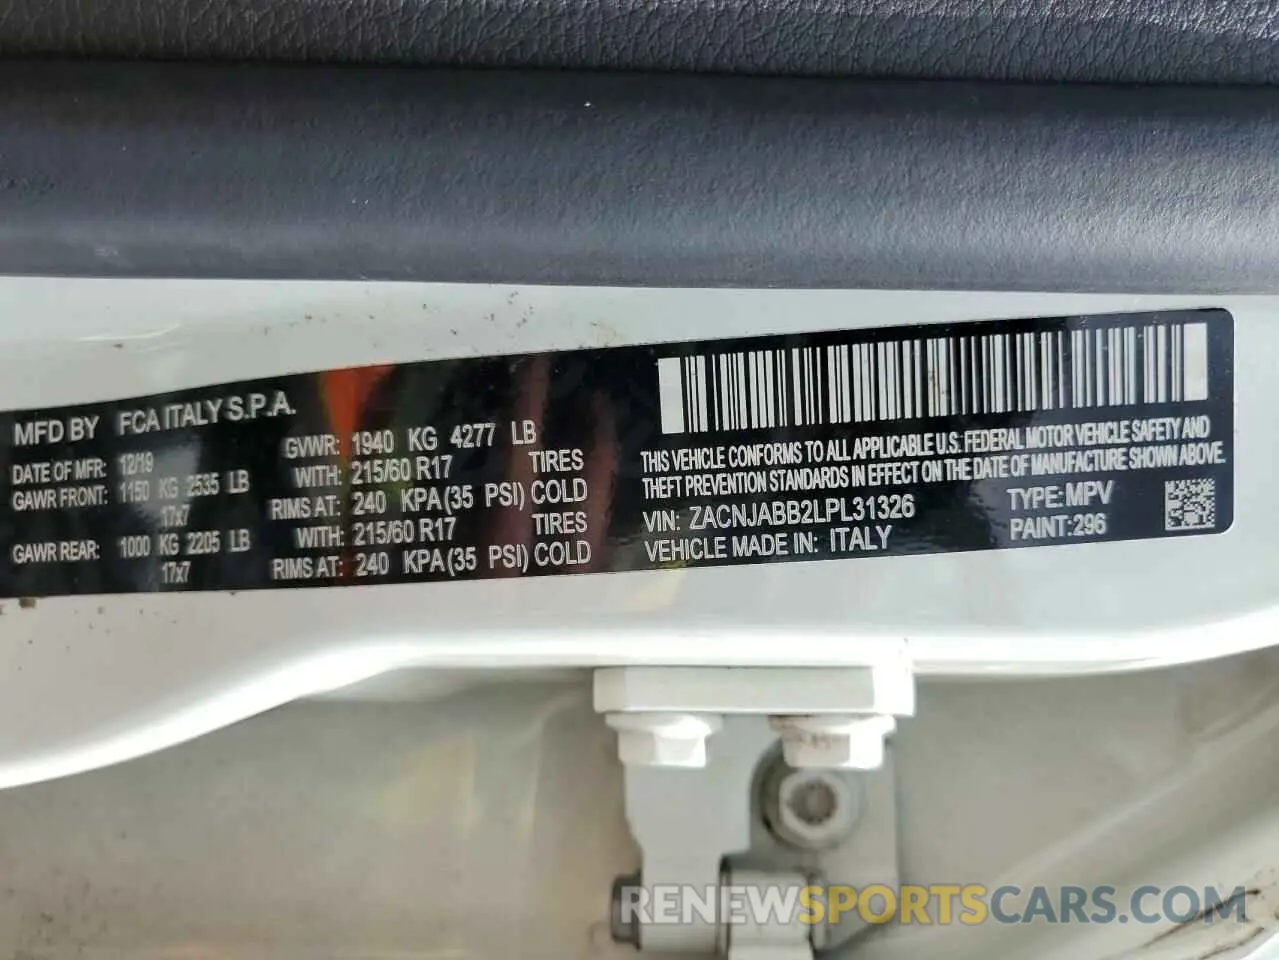 MFD BY FCA ITALY S.P.A.
DATE OF MFR: 12/19 GVWR: 1940 KG 4277 LB
GAWR FRONT: 1150 KG 2535 LB WITH: 215/60 R17 TIRES
17x7 RIMS AT: 240 KPA(35 PSI) COLD
GAWR REAR: 1000 KG 2205 LB WITH: 215/60 R17 TIRES
17x7 RIMS AT: 240 KPA(35 PSI) COLD
THIS VEHICLE CONFORMS TO ALL APPLICABLE U.S. FEDERAL MOTOR VEHICLE SAFETY AND
THEFT PREVENTION STANDARDS IN EFFECT ON THE DATE OF MANUFACTURE SHOWN ABOVE.
VIN: ZACNJABB2LPL31326 TYPE: MPV
VEHICLE MADE IN: ITALY PAINT:296
RENEWSPORTSCARS.COM